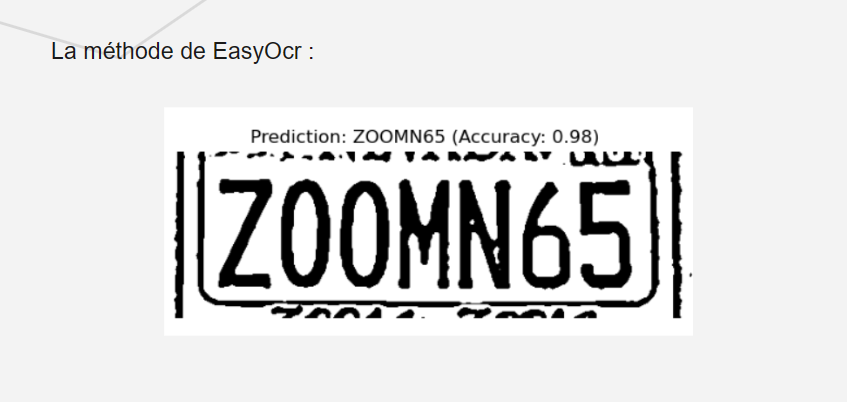 La méthode de EasyOcr :
Prediction: ZOOMN65 (Accuracy: 0.98)
ZOOMN65